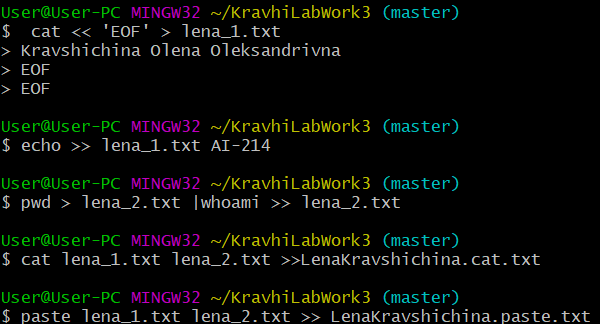 User@User-PC MINGW32 ~/KravhiLabWork3 (master)
$  cat << 'EOF' > lena_1.txt
> Kravshichina Olena Oleksandrivna
> EOF
> EOF
User@User-PC MINGW32 ~/KravhiLabWork3 (master)
$ echo >> lena_1.txt AI-214
User@User-PC MINGW32 ~/KravhiLabWork3 (master)
$ pwd > lena_2.txt |whoami >> lena_2.txt
User@User-PC MINGW32 ~/KravhiLabWork3 (master)
$ cat lena_1.txt lena_2.txt >>LenaKravshichina.cat.txt
User@User-PC MINGW32 ~/KravhiLabWork3 (master)
$ paste lena_1.txt lena_2.txt >> LenaKravshichina.paste.txt